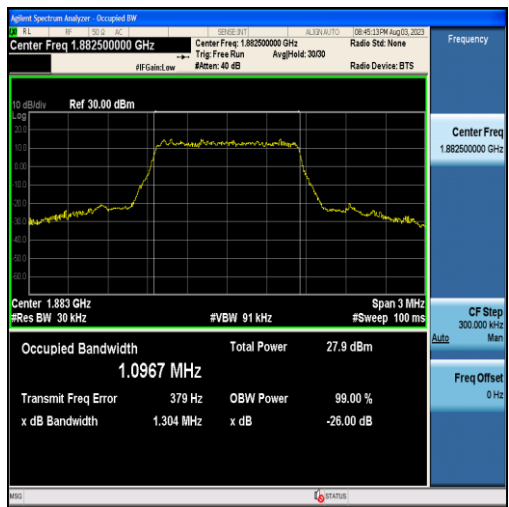 Agilent Spectrum Analyzer - Occupied BW
RL RF 50 Ω AC SENSE:INT ALIGN AUTO 08:45:13PM Aug 03, 2023
Center Freq 1.882500000 GHz Center Freq: 1.882500000 GHz Radio Std: None Frequency
Trig: Free Run Avg|Hold: 30/30
#IFGain:Low #Atten: 40 dB Radio Device: BTS
10 dB/div Ref 30.00 dBm
Log
20.0
10.0
0.00
-10.0
-20.0
-30.0
-40.0
-50.0
-60.0
Center Freq
1.882500000 GHz
Center 1.883 GHz Span 3 MHz
#Res BW 30 kHz #VBW 91 kHz #Sweep 100 ms
CF Step
300.000 kHz
Auto Man
Occupied Bandwidth Total Power 27.9 dBm
1.0967 MHz
Transmit Freq Error 379 Hz OBW Power 99.00 %
x dB Bandwidth 1.304 MHz x dB -26.00 dB
Freq Offset
0 Hz
MSG STATUS